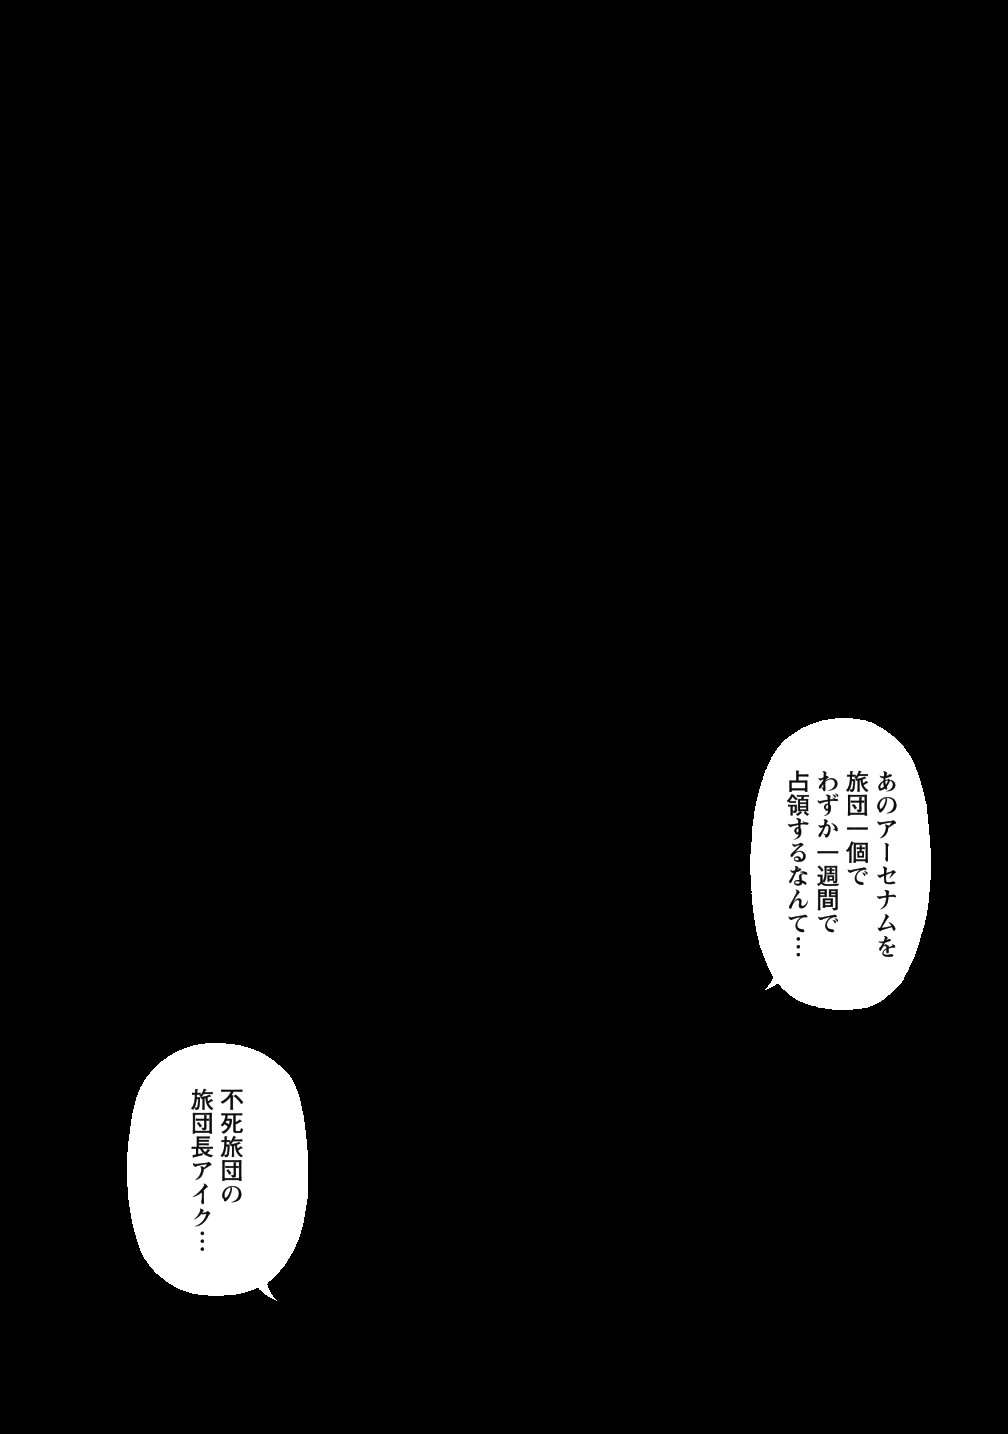 あのアーセナムを
旅団一個で
わずか一週間で
占領するなんて…
不死旅団の
旅団長アイク…